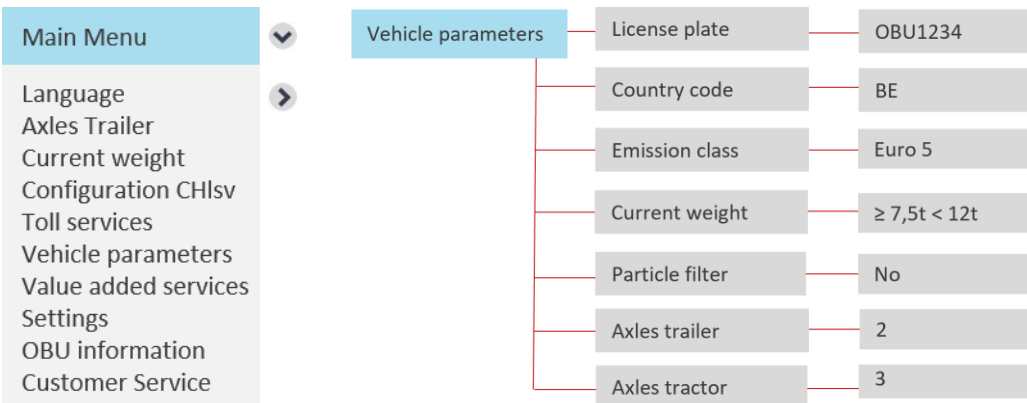 Main Menu
Language
Axles Trailer
Current weight
Configuration CHlsv
Toll services
Vehicle parameters
Value added services
Settings
OBU information
Customer Service
Vehicle parameters
License plate
OBU1234
Country code
BE
Emission class
Euro 5
Current weight
≥ 7,5t < 12t
Particle filter
No
Axles trailer
2
Axles tractor
3